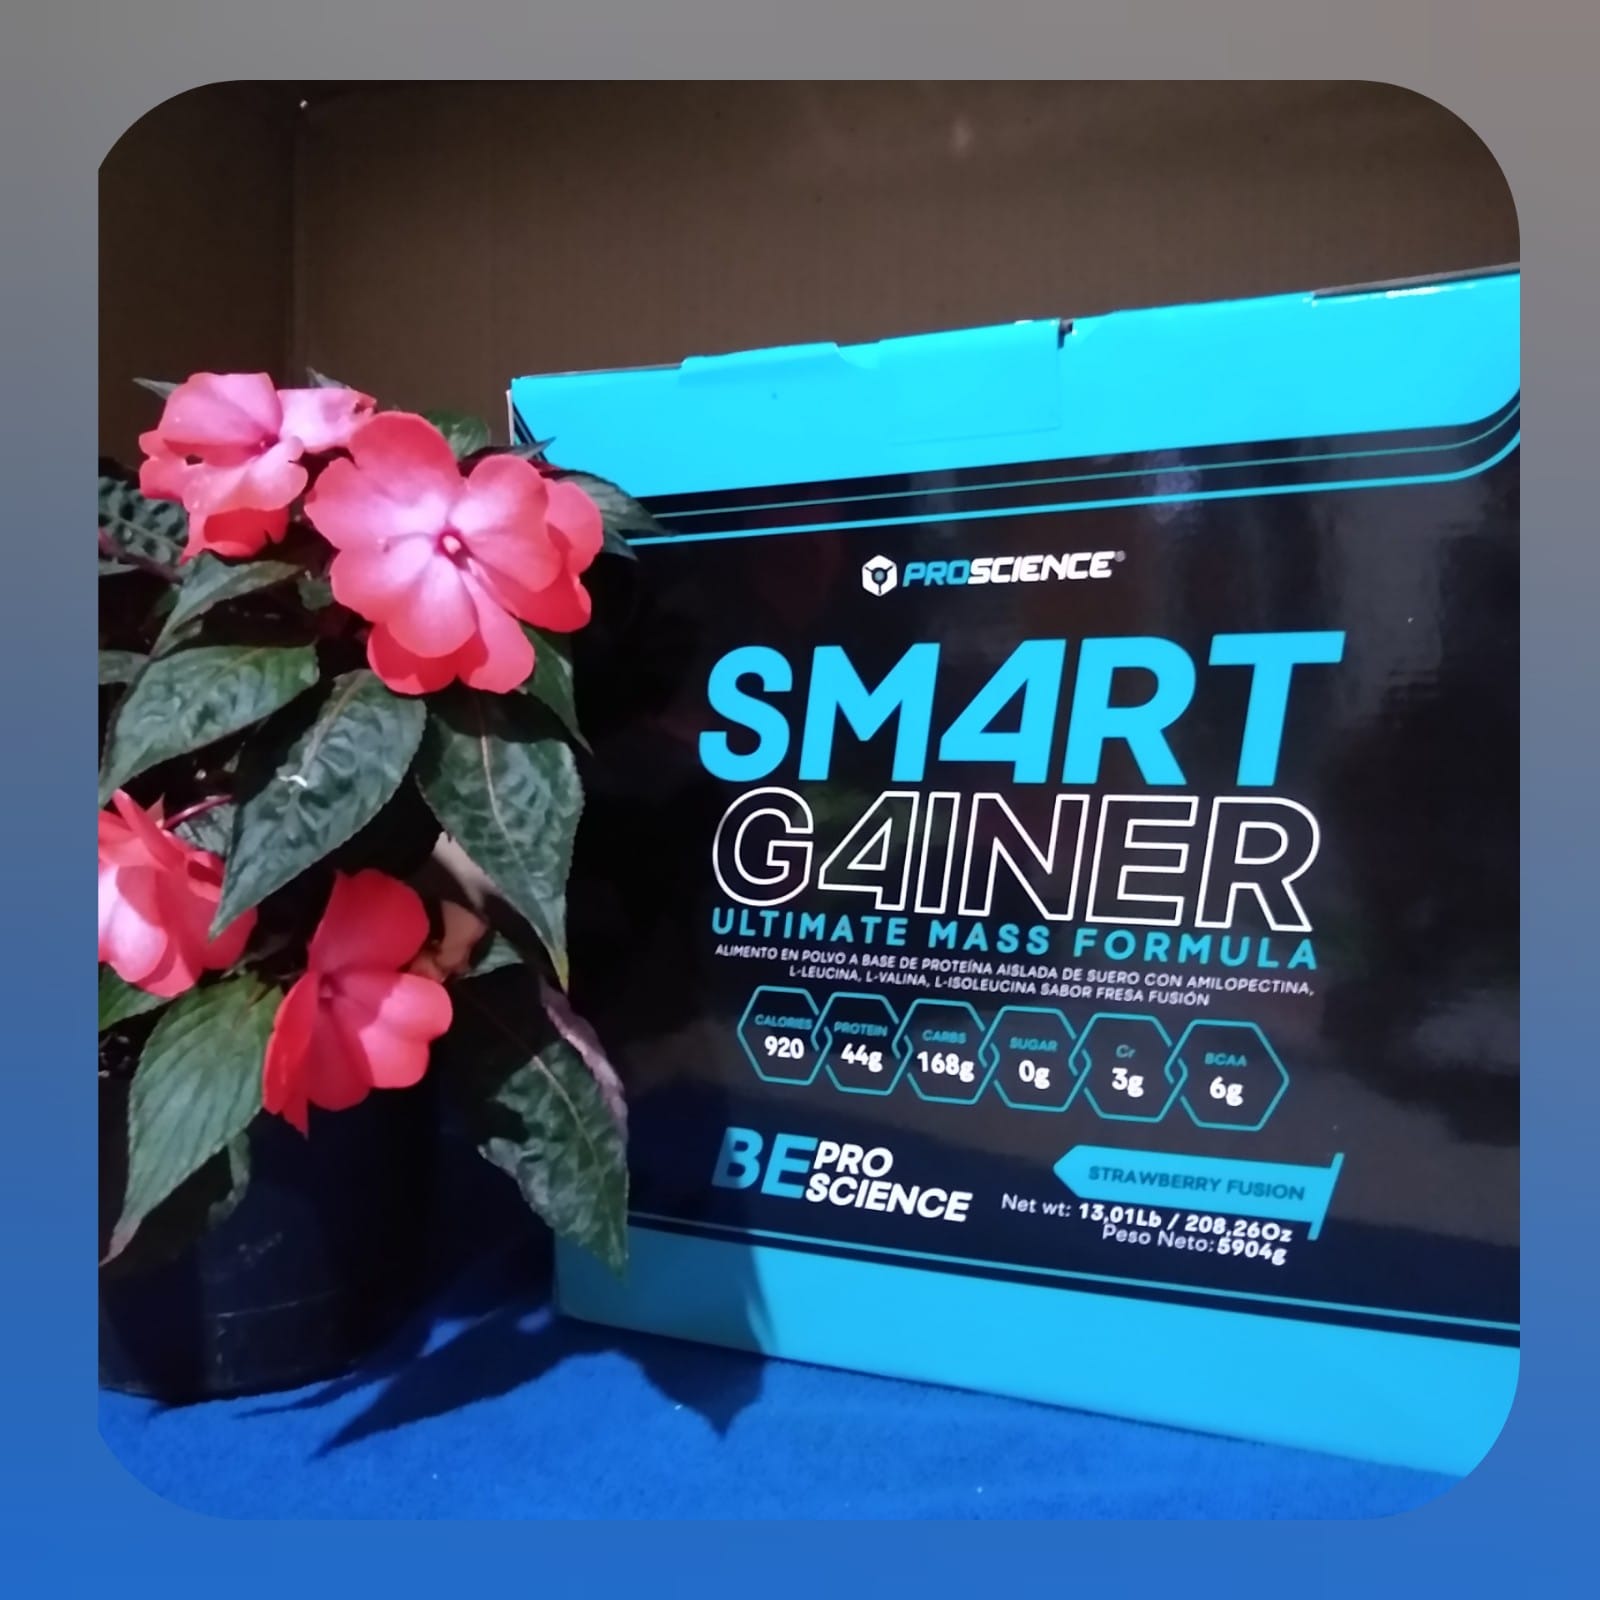 PROSCIENCE®
SM4RT
G4INER
ULTIMATE MASS FORMULA
ALIMENTO EN POLVO A BASE DE PROTEÍNA AISLADA DE SUERO CON AMILOPECTINA,
L-LEUCINA, L-VALINA, L-ISOLEUCINA SABOR FRESA FUSIÓN
CALORIES PROTEIN CARBS SUGAR Cr BCAA
920 44g 168g 0g 3g 6g
BE PRO SCIENCE
STRAWBERRY FUSION
Net wt: 13,01Lb / 208,26Oz
Peso Neto: 5904g